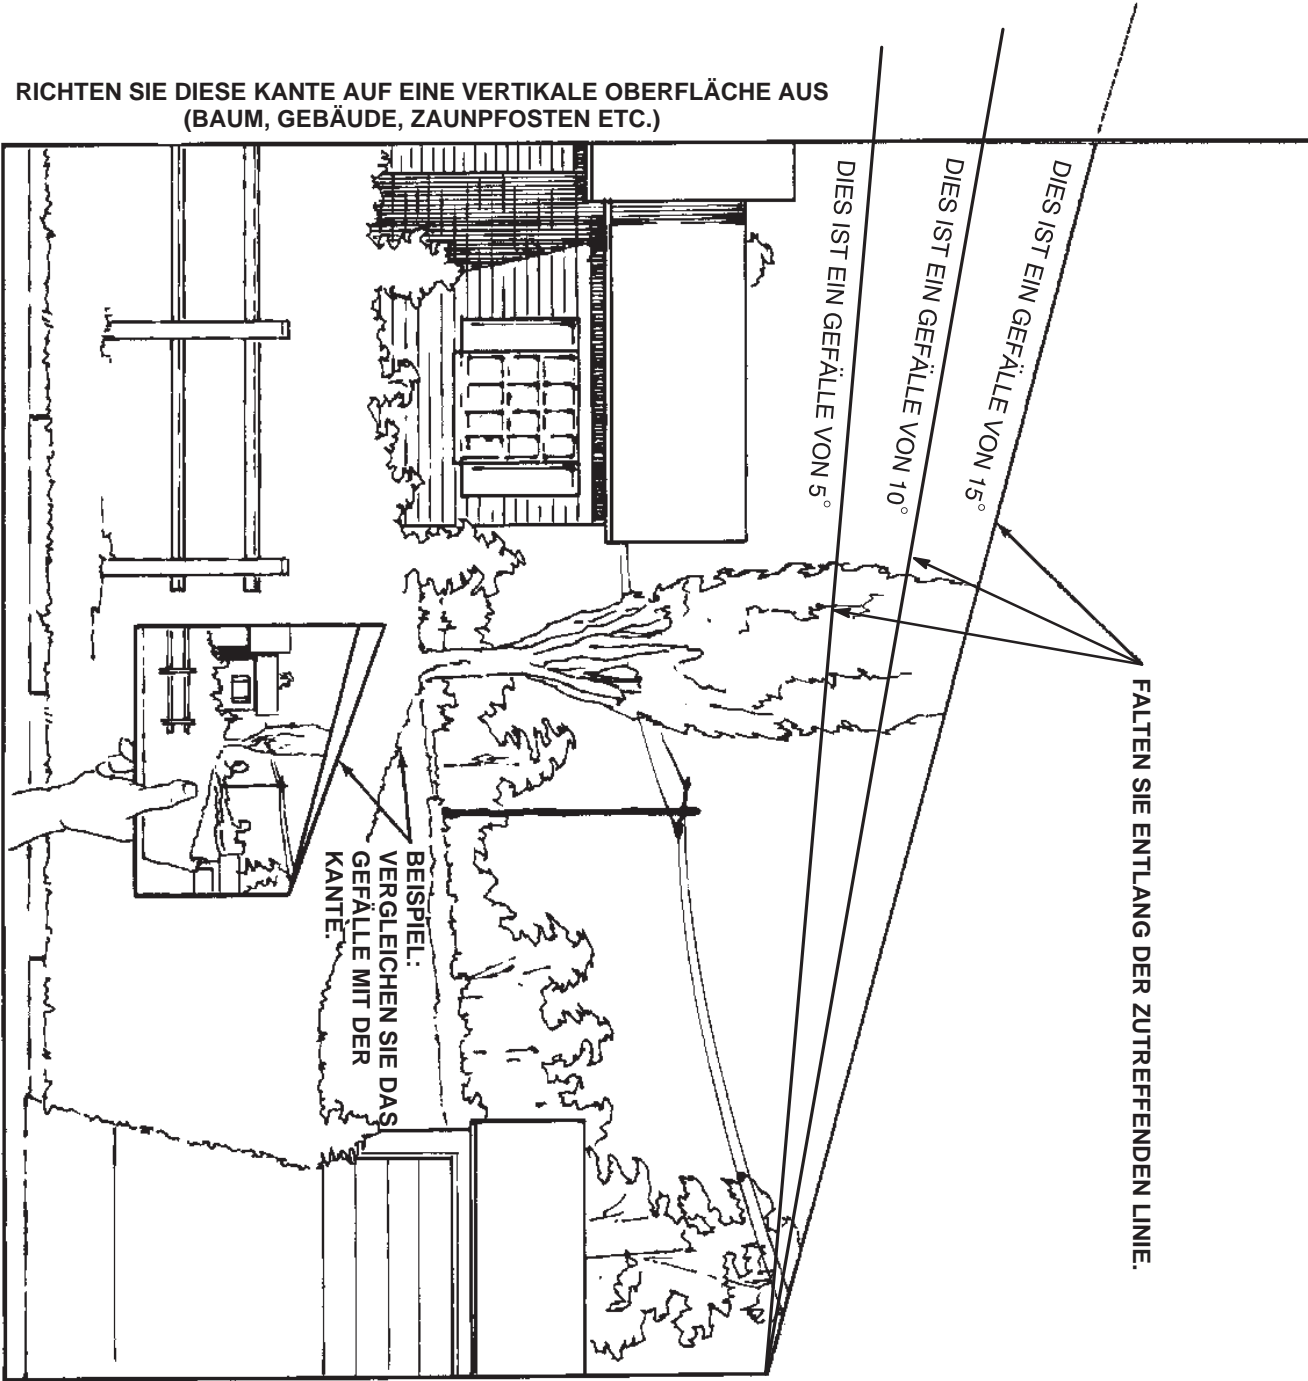 RICHTEN SIE DIESE KANTE AUF EINE VERTIKALE OBERFLÄCHE AUS
(BAUM, GEBÄUDE, ZAUNPFOSTEN ETC.)
DIES IST EIN GEFÄLLE VON 15°
DIES IST EIN GEFÄLLE VON 10°
DIES IST EIN GEFÄLLE VON 5°
FALTEN SIE ENTLANG DER ZUTREFFENDEN LINIE.
BEISPIEL:
VERGLEICHEN SIE DAS
GEFÄLLE MIT DER
KANTE.